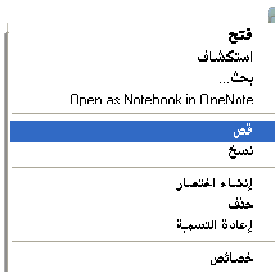 فتح
استكشاف
بحث...
Open as Notebook in OneNote
قص
نسخ
إنشاء اختصار
حذف
إعادة التسمية
خصائص